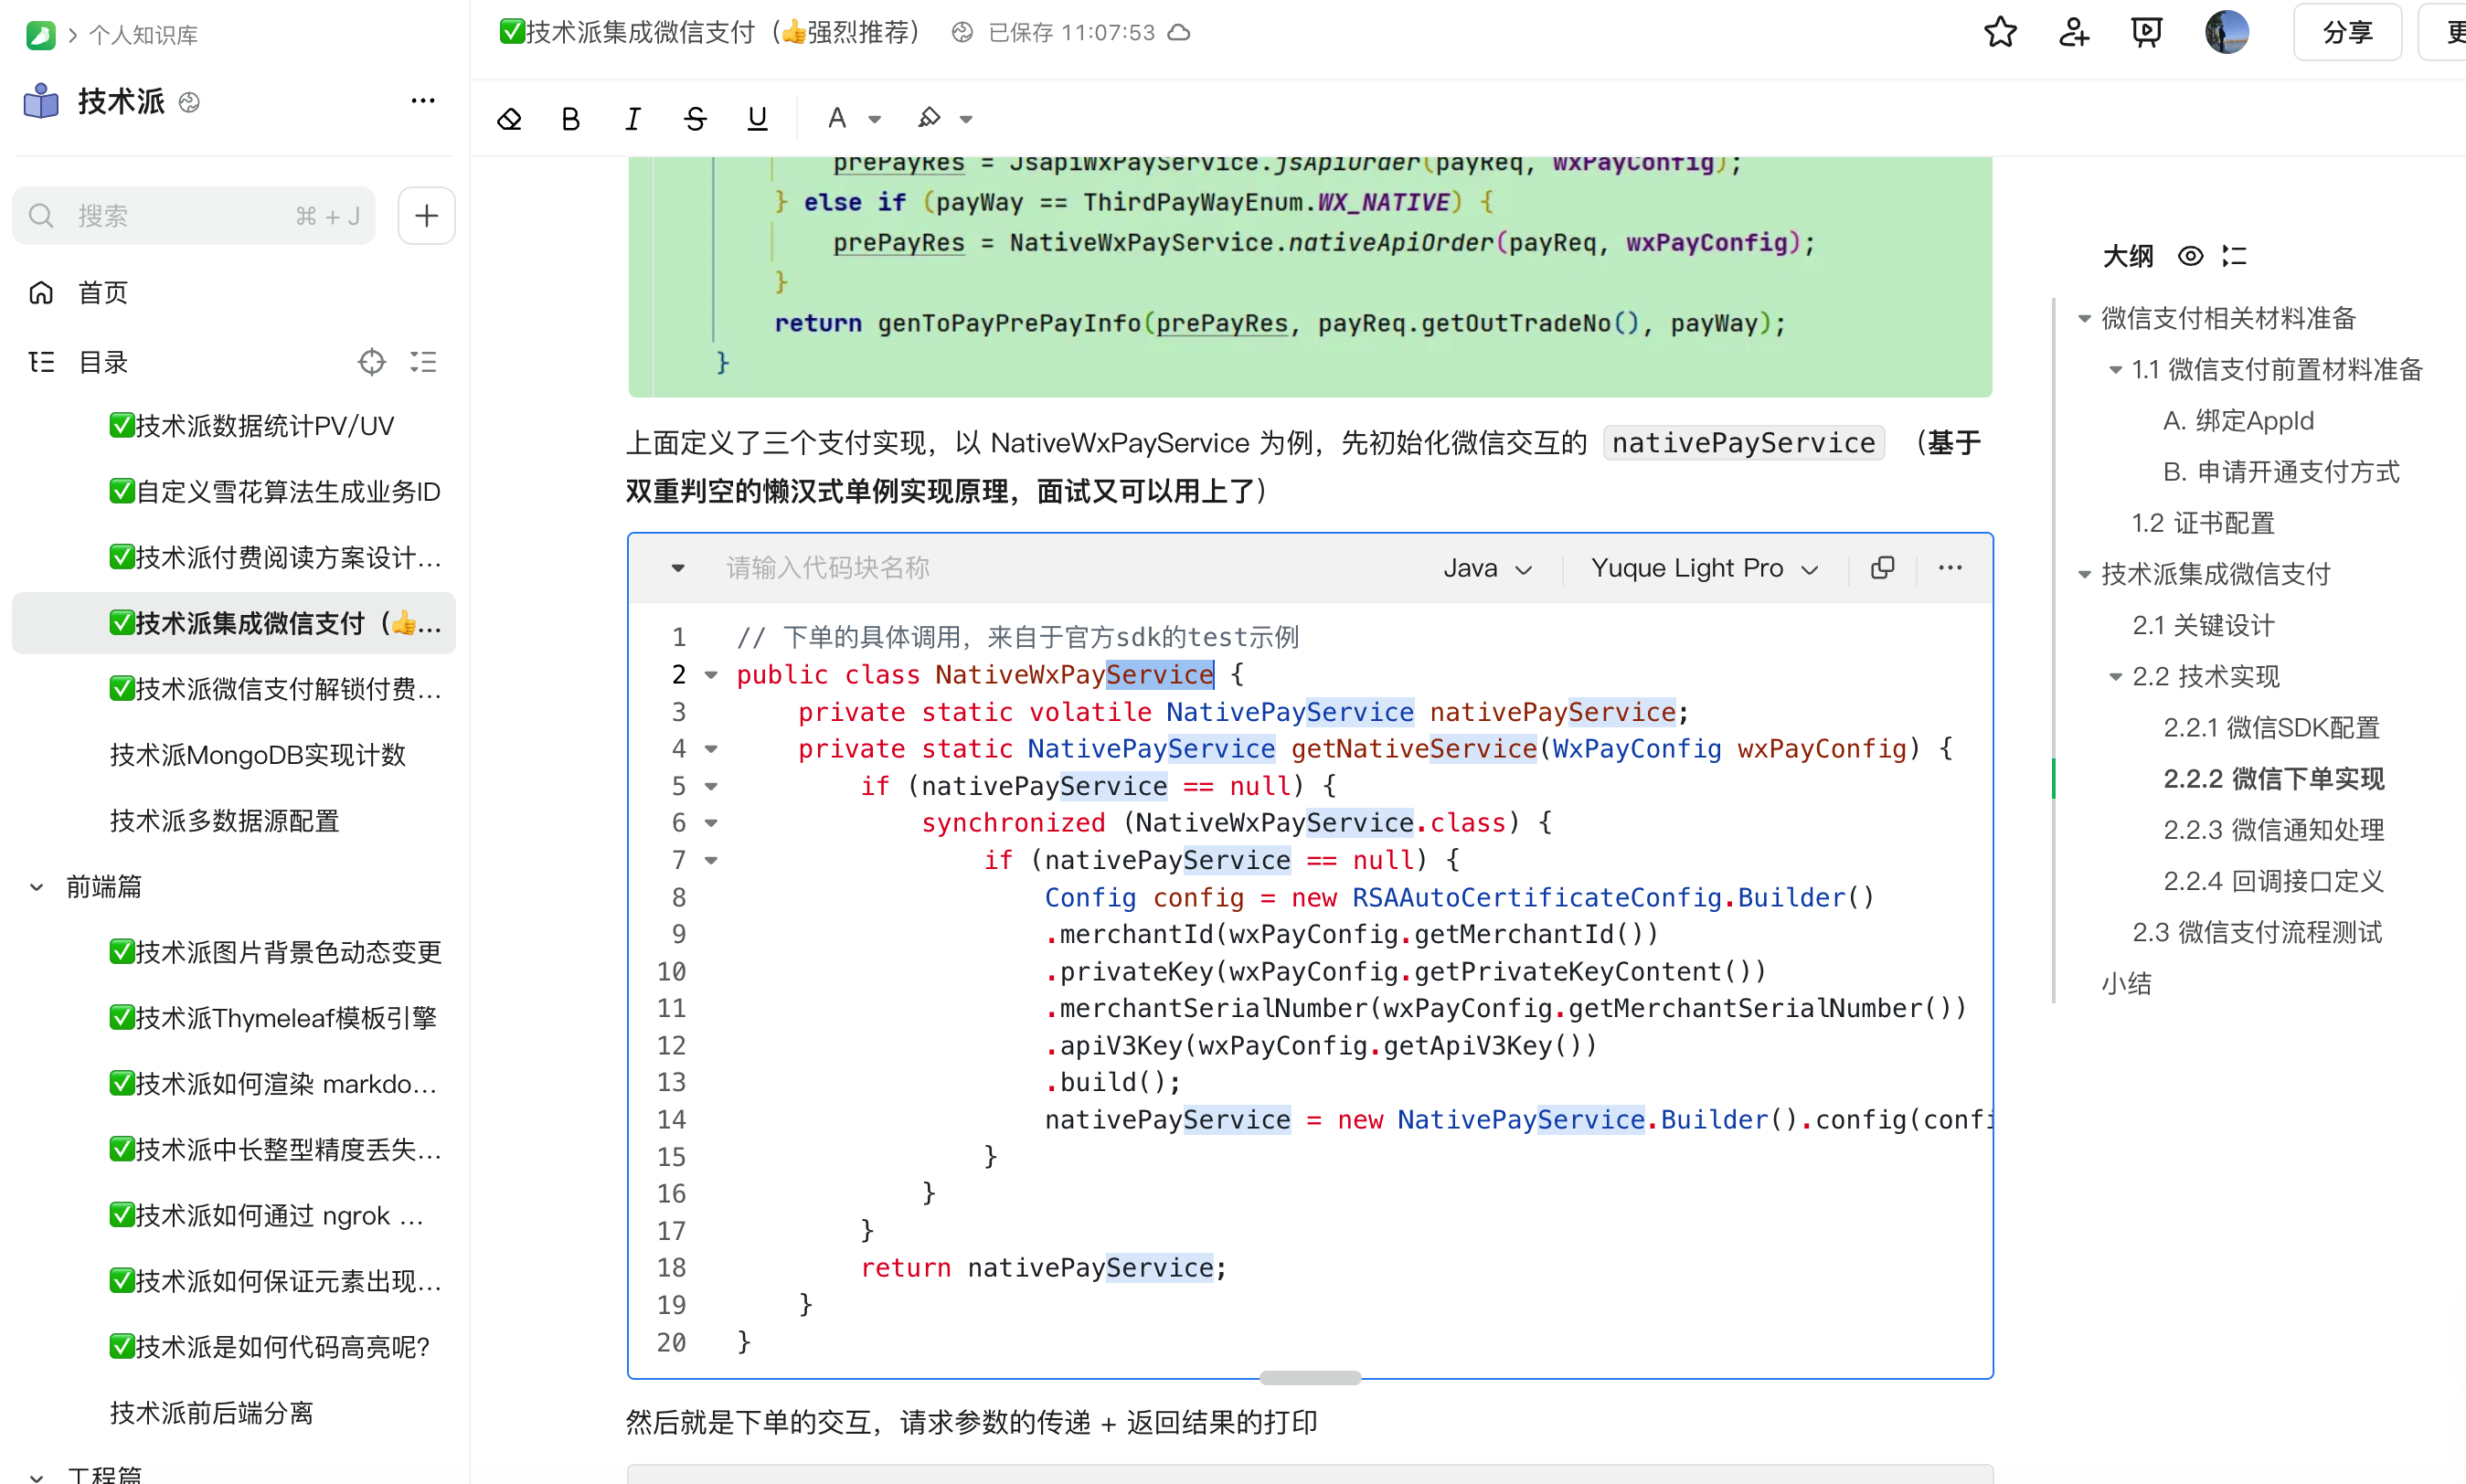 个人知识库
技术派
搜索 ⌘ + J
首页
目录
✅技术派数据统计PV/UV
✅自定义雪花算法生成业务ID
✅技术派付费阅读方案设计...
✅技术派集成微信支付（👍...
✅技术派微信支付解锁付费...
技术派MongoDB实现计数
技术派多数据源配置
前端篇
✅技术派图片背景色动态变更
✅技术派Thymeleaf模板引擎
✅技术派如何渲染 markdo...
✅技术派中长整型精度丢失...
✅技术派如何通过 ngrok ...
✅技术派如何保证元素出现...
✅技术派是如何代码高亮呢?
技术派前后端分离
工程篇
✅技术派集成微信支付（👍强烈推荐） 已保存 11:07:53
分享
更
B I S U A
prePayRes = JsapiWxPayService.jsApiOrder(payReq, wxPayConfig);
} else if (payWay == ThirdPayWayEnum.WX_NATIVE) {
prePayRes = NativeWxPayService.nativeApiOrder(payReq, wxPayConfig);
}
return genToPayPrePayInfo(prePayRes, payReq.getOutTradeNo(), payWay);
}
上面定义了三个支付实现，以 NativeWxPayService 为例，先初始化微信交互的 nativePayService （基于
双重判空的懒汉式单例实现原理，面试又可以用上了）
请输入代码块名称 Java Yuque Light Pro
1 // 下单的具体调用，来自于官方sdk的test示例
2 public class NativeWxPayService {
3 private static volatile NativePayService nativePayService;
4 private static NativePayService getNativeService(WxPayConfig wxPayConfig) {
5 if (nativePayService == null) {
6 synchronized (NativeWxPayService.class) {
7 if (nativePayService == null) {
8 Config config = new RSAAutoCertificateConfig.Builder()
9 .merchantId(wxPayConfig.getMerchantId())
10 .privateKey(wxPayConfig.getPrivateKeyContent())
11 .merchantSerialNumber(wxPayConfig.getMerchantSerialNumber())
12 .apiV3Key(wxPayConfig.getApiV3Key())
13 .build();
14 nativePayService = new NativePayService.Builder().config(confi
15 }
16 }
17 }
18 return nativePayService;
19 }
20 }
然后就是下单的交互，请求参数的传递 + 返回结果的打印
大纲
微信支付相关材料准备
1.1 微信支付前置材料准备
A. 绑定AppId
B. 申请开通支付方式
1.2 证书配置
技术派集成微信支付
2.1 关键设计
2.2 技术实现
2.2.1 微信SDK配置
2.2.2 微信下单实现
2.2.3 微信通知处理
2.2.4 回调接口定义
2.3 微信支付流程测试
小结